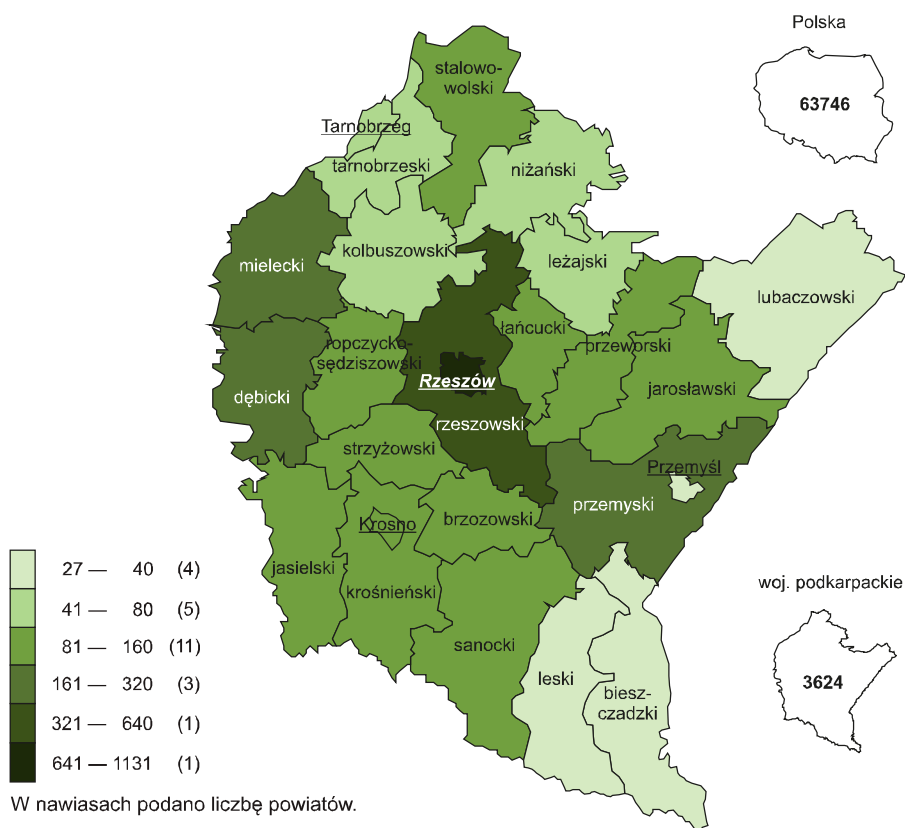 Polska
63746
stalowo-
wolski
Tarnobrzeg
tarnobrzeski
niżański
mielecki
kolbuszowski
leżajski
lubaczowski
łańcucki
ropczycko-
sędziszowski
przeworski
jarosławski
dębicki
Rzeszów
rzeszowski
strzyżowski
Przemyśl
przemyski
brzozowski
Krosno
jasielski
krośnieński
sanocki
leski
biesz-
czadzki
woj. podkarpackie
3624
27 — 40 (4)
41 — 80 (5)
81 — 160 (11)
161 — 320 (3)
321 — 640 (1)
641 — 1131 (1)
W nawiasach podano liczbę powiatów.